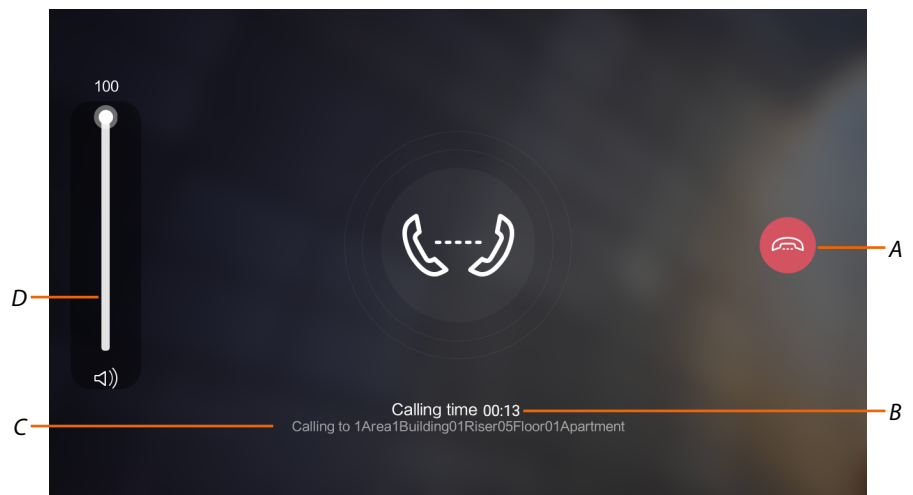 100
A
D
Calling time 00:13
B
Calling to 1Area1Building01Riser05Floor01Apartment
C